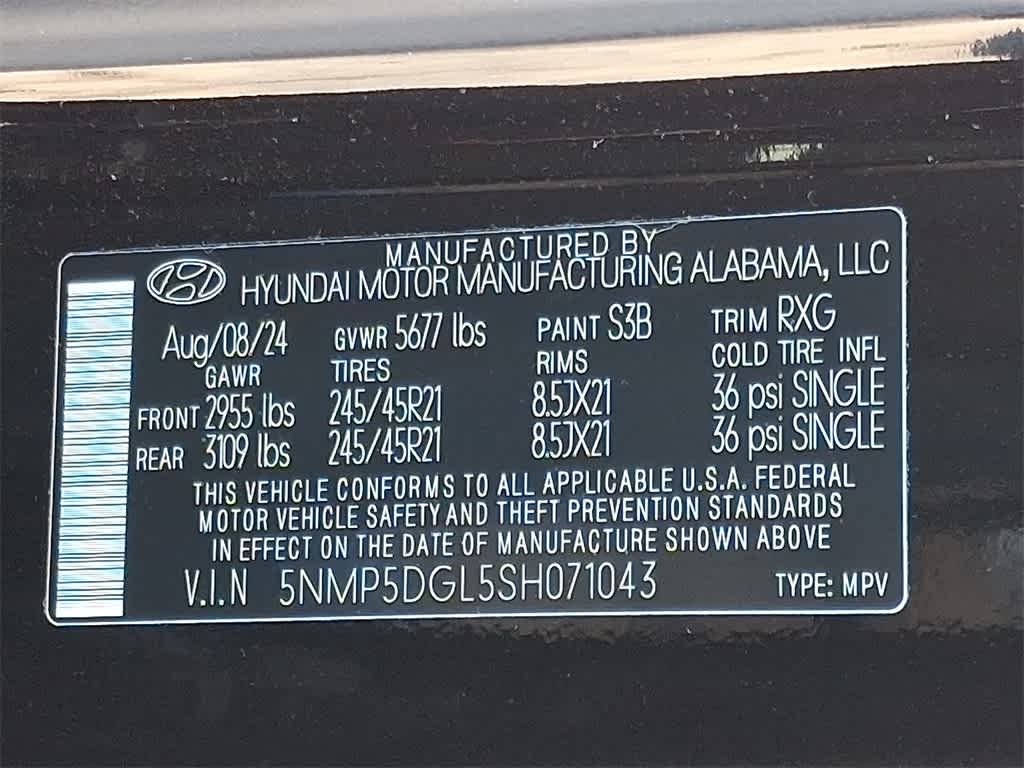 MANUFACTURED BY
HYUNDAI MOTOR MANUFACTURING ALABAMA, LLC
Aug/08/24 GVWR 5677 lbs PAINT S3B TRIM RXG
GAWR TIRES RIMS COLD TIRE INFL
FRONT 2955 lbs 245/45R21 8.5JX21 36 psi SINGLE
REAR 3109 lbs 245/45R21 8.5JX21 36 psi SINGLE
THIS VEHICLE CONFORMS TO ALL APPLICABLE U.S.A. FEDERAL
MOTOR VEHICLE SAFETY AND THEFT PREVENTION STANDARDS
IN EFFECT ON THE DATE OF MANUFACTURE SHOWN ABOVE
V.I.N 5NMP5DGL5SH071043 TYPE: MPV